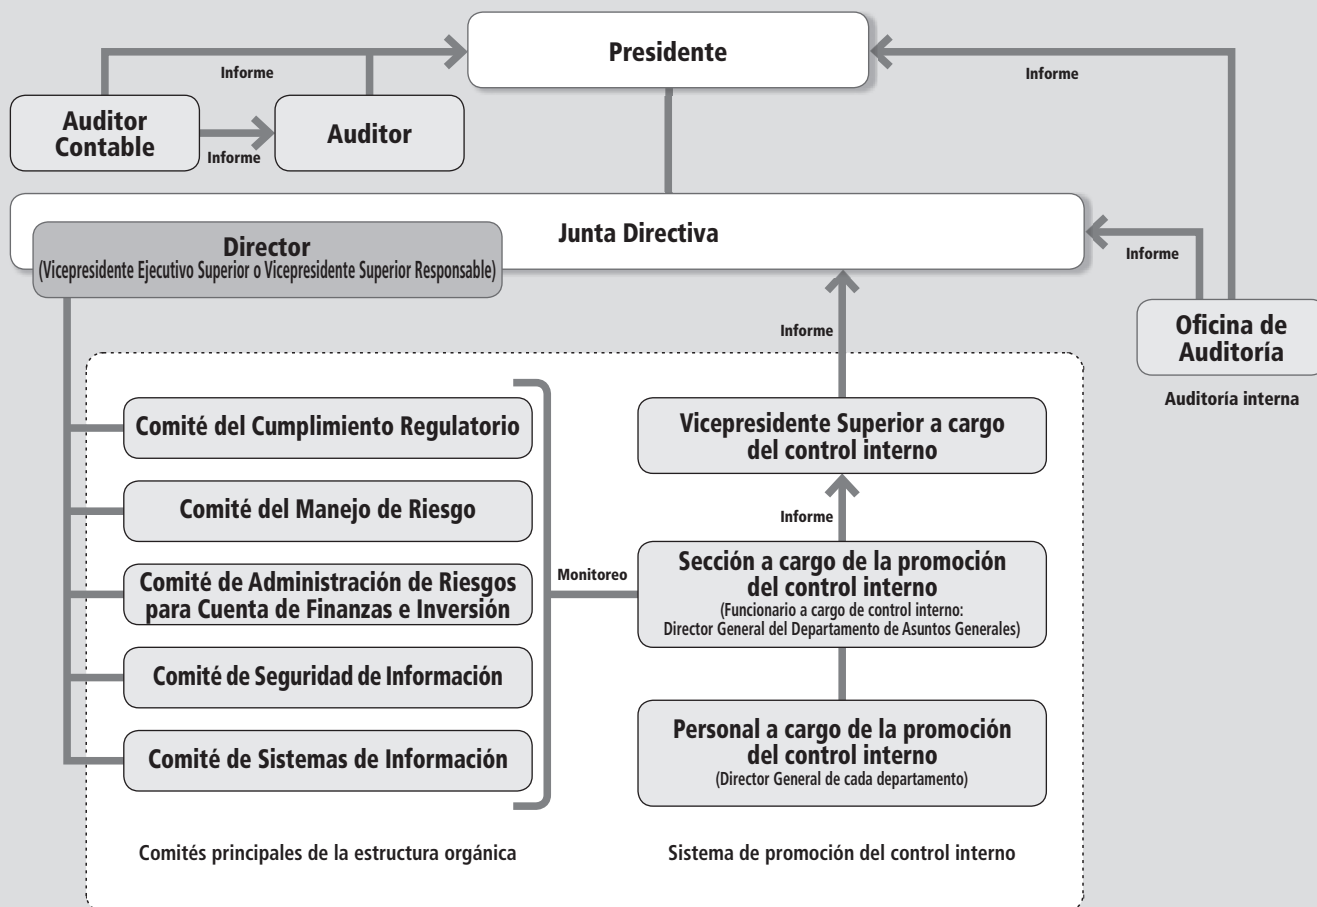 Presidente
Informe
Informe
Auditor
Contable
Informe
Auditor
Junta Directiva
Director
(Vicepresidente Ejecutivo Superior o Vicepresidente Superior Responsable)
Informe
Oficina de
Auditoría
Auditoría interna
Informe
Comité del Cumplimiento Regulatorio
Comité del Manejo de Riesgo
Comité de Administración de Riesgos
para Cuenta de Finanzas e Inversión
Comité de Seguridad de Información
Comité de Sistemas de Información
Comités principales de la estructura orgánica
Monitoreo
Vicepresidente Superior a cargo
del control interno
Informe
Sección a cargo de la promoción
del control interno
(Funcionario a cargo de control interno:
Director General del Departamento de Asuntos Generales)
Personal a cargo de la promoción
del control interno
(Director General de cada departamento)
Sistema de promoción del control interno